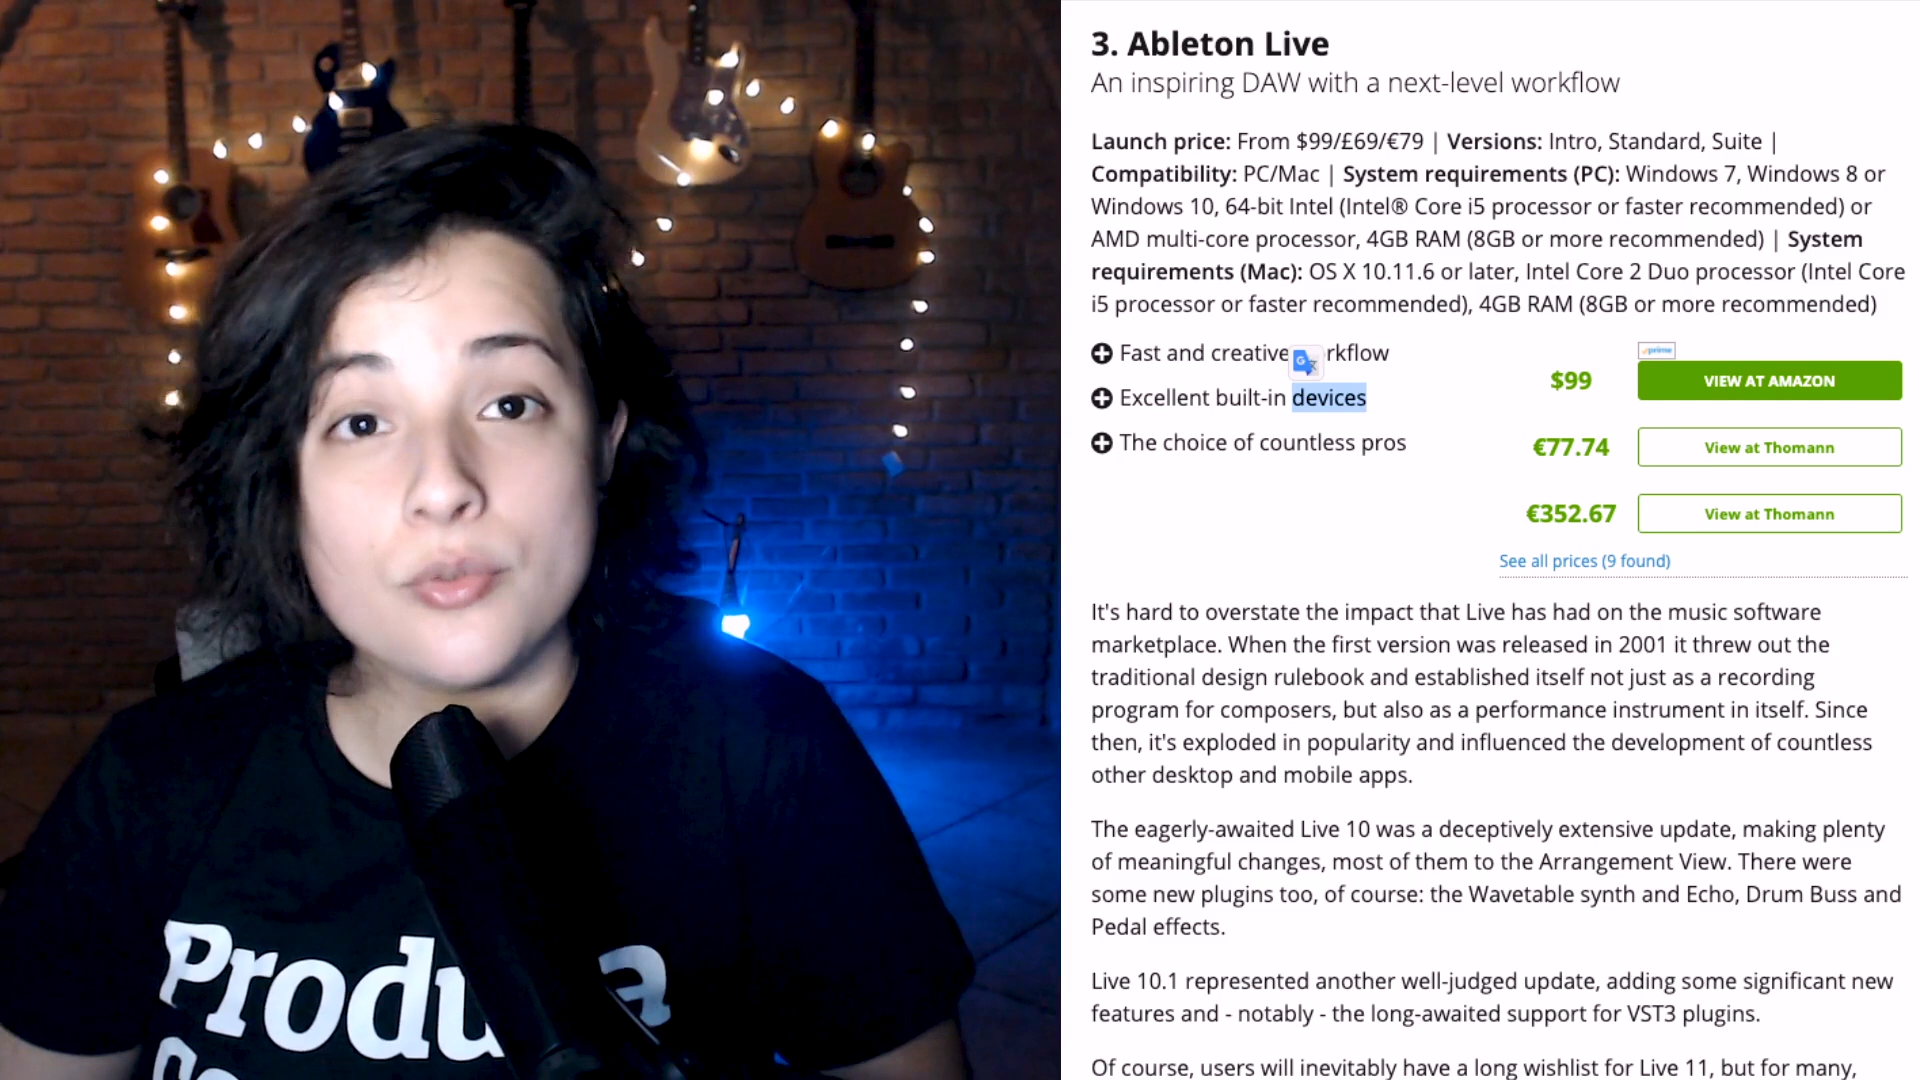 3. Ableton Live
An inspiring DAW with a next-level workflow
Launch price: From $99/£69/€79 | Versions: Intro, Standard, Suite |
Compatibility: PC/Mac | System requirements (PC): Windows 7, Windows 8 or
Windows 10, 64-bit Intel (Intel® Core i5 processor or faster recommended) or
AMD multi-core processor, 4GB RAM (8GB or more recommended) | System
requirements (Mac): OS X 10.11.6 or later, Intel Core 2 Duo processor (Intel Core
i5 processor or faster recommended), 4GB RAM (8GB or more recommended)
Fast and creative rkflow
Excellent built-in devices
The choice of countless pros
prime
$99 VIEW AT AMAZON
€77.74 View at Thomann
€352.67 View at Thomann
See all prices (9 found)
It's hard to overstate the impact that Live has had on the music software
marketplace. When the first version was released in 2001 it threw out the
traditional design rulebook and established itself not just as a recording
program for composers, but also as a performance instrument in itself. Since
then, it's exploded in popularity and influenced the development of countless
other desktop and mobile apps.
The eagerly-awaited Live 10 was a deceptively extensive update, making plenty
of meaningful changes, most of them to the Arrangement View. There were
some new plugins too, of course: the Wavetable synth and Echo, Drum Buss and
Pedal effects.
Live 10.1 represented another well-judged update, adding some significant new
features and - notably - the long-awaited support for VST3 plugins.
Of course, users will inevitably have a long wishlist for Live 11, but for many,
Produ a